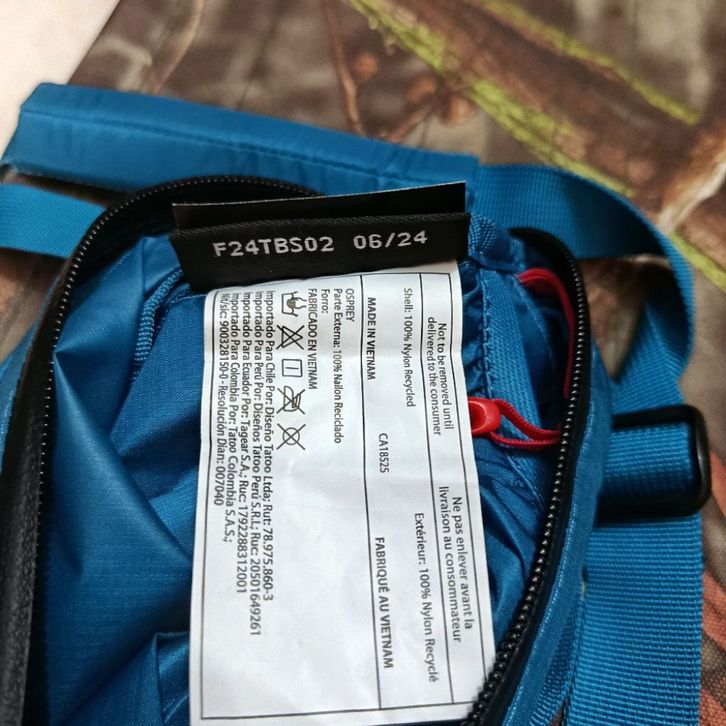 F24TBS02 06/24
Not to be removed until
delivered to the consumer
Ne pas enlever avant la
livraison au consommateur
Shell: 100% Nylon Recycled
Extérieur: 100% Nylon Recyclé
MADE IN VIETNAM
CA18525
FABRIQUÉ AU VIETNAM
OSPREY
Parte Externa: 100% Nailon Reciclado
Forro:
FABRICADO EN VIETNAM
Importado Para Chile Por: Diseño Tatoo Ltda; Rut: 78.975.860-3
Importado Para Perú Por: Diseños Tatoo Perú S.R.L; Ruc: 20501649261
Importado Para Ecuador Por: Tagear S.A.; Ruc: 1792288312001
Importado Para Colombia Por: Tatoo Colombia S.A.S.;
Nit/sic: 900328150-0 - Resolución Dian: 007040